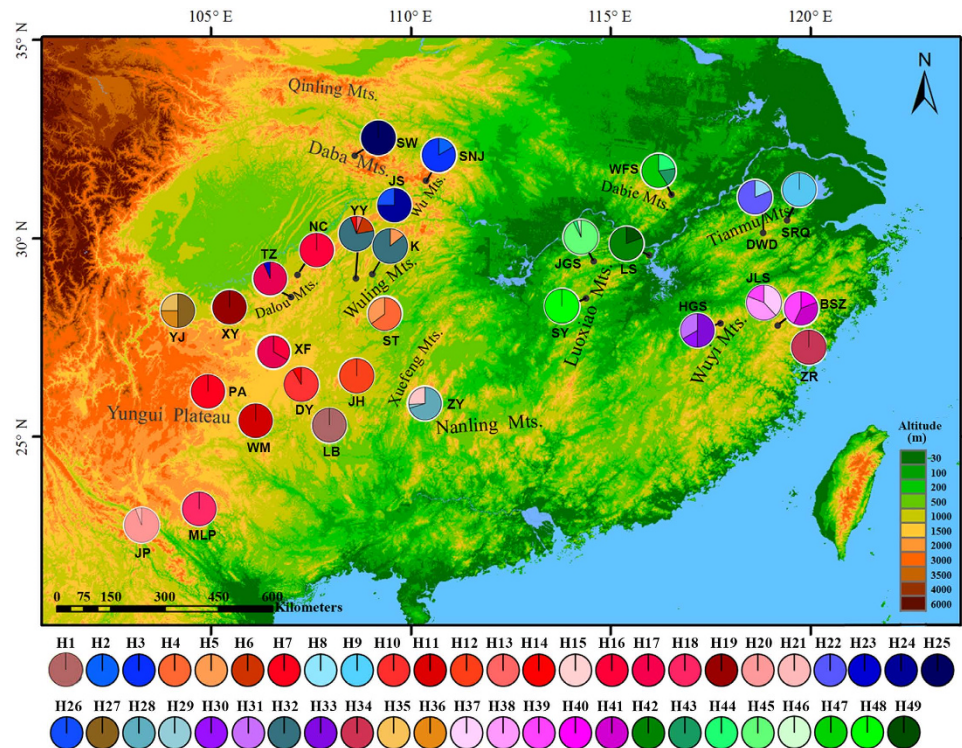 105° E 110° E 115° E 120° E
35° N
30° N
25° N
N
Qinling Mts.
SW
Daba Mts.
SNJ
JS
Wu Mts.
YY
K
NC
TZ
Dalou Mts.
Wuling Mts.
YJ
XY
ST
XF
Xuefeng Mts.
PA
DY
JH
ZY
Yungui Plateau
WM
LB
Nanling Mts.
MLP
JP
WFS
Dabie Mts.
Tianmu Mts.
DWD
SRQ
JGS
LS
Luoxiao Mts.
SY
JLS
HGS
BSZ
Wuyi Mts.
ZR
Altitude
(m)
-30
100
200
500
1000
1500
2000
3000
3500
4000
6000
0 75 150 300 450 600
Kilometers
H1 H2 H3 H4 H5 H6 H7 H8 H9 H10 H11 H12 H13 H14 H15 H16 H17 H18 H19 H20 H21 H22 H23 H24 H25
H26 H27 H28 H29 H30 H31 H32 H33 H34 H35 H36 H37 H38 H39 H40 H41 H42 H43 H44 H45 H46 H47 H48 H49